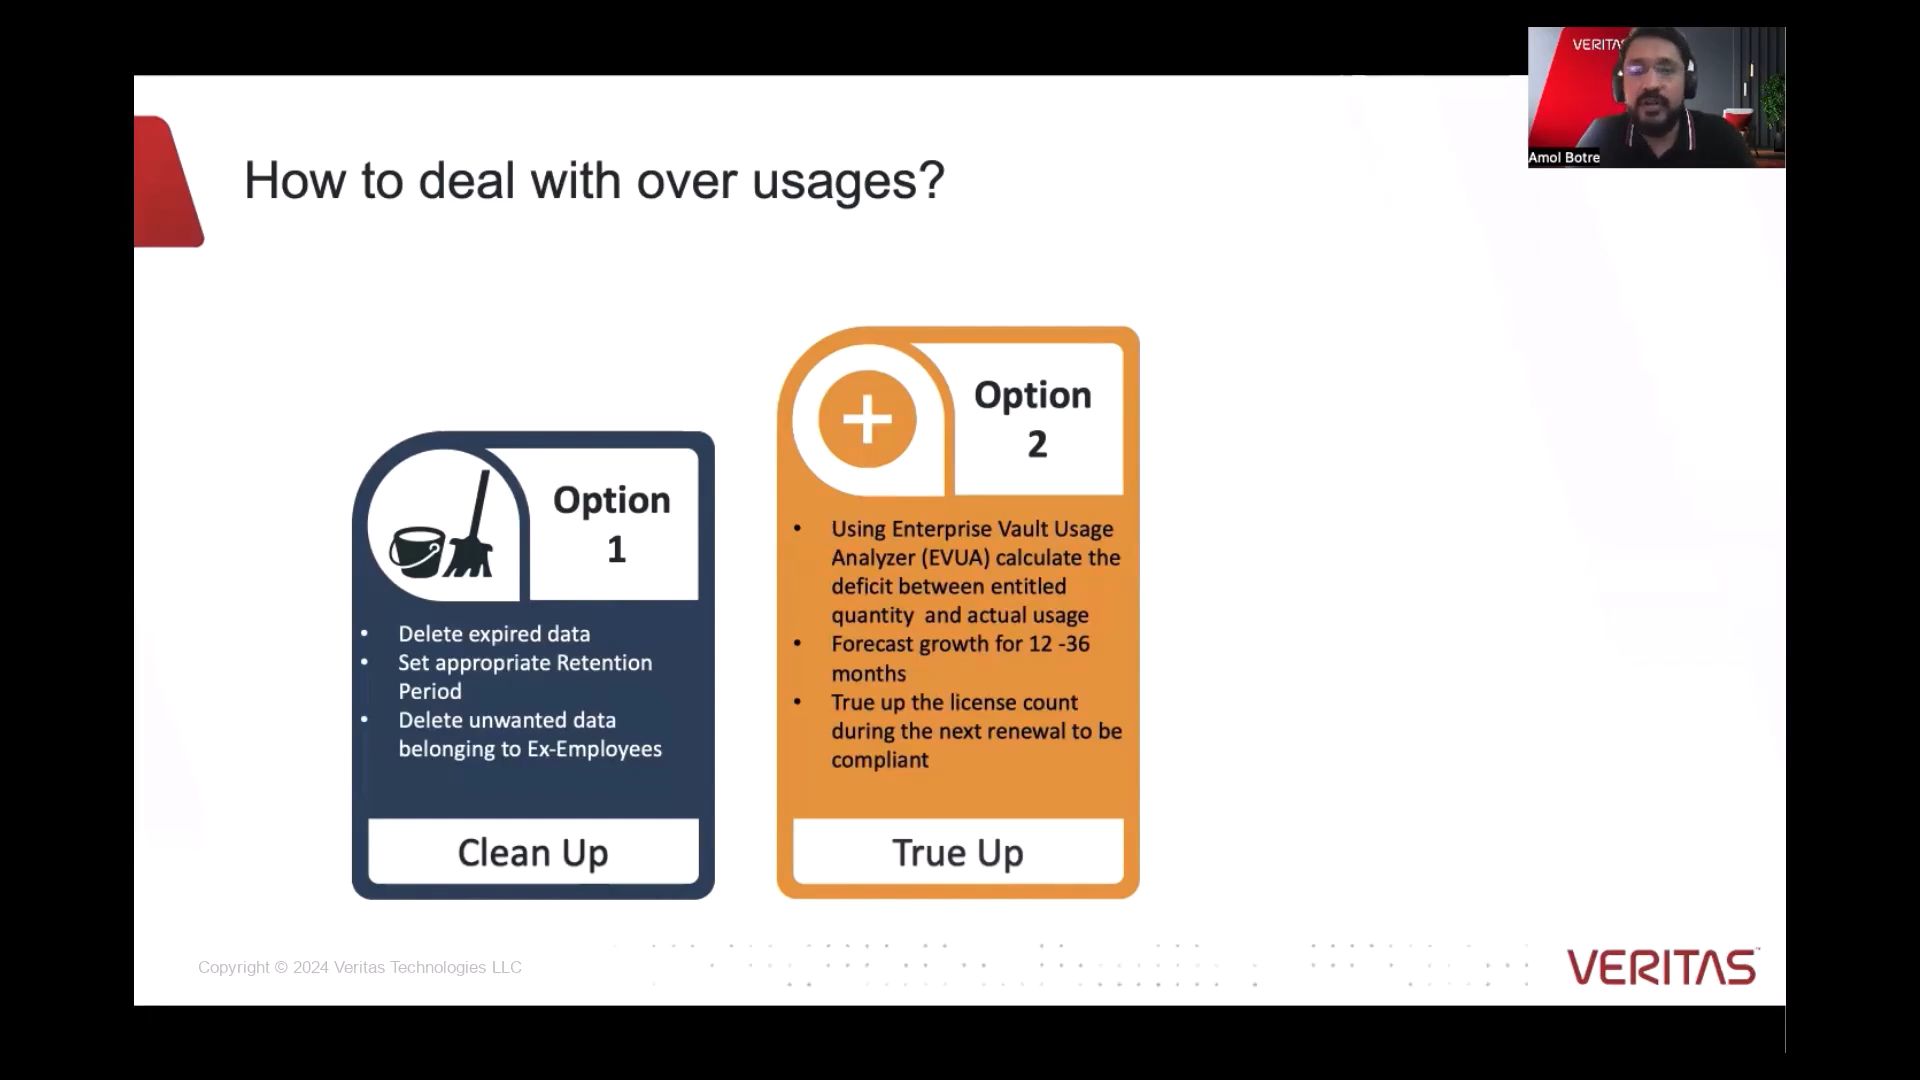 VERITA
Amol Botre
How to deal with over usages?
Option
1
• Delete expired data
• Set appropriate Retention
Period
• Delete unwanted data
belonging to Ex-Employees
Clean Up
Option
2
• Using Enterprise Vault Usage
Analyzer (EVUA) calculate the
deficit between entitled
quantity  and actual usage
• Forecast growth for 12 -36
months
• True up the license count
during the next renewal to be
compliant
True Up
Copyright © 2024 Veritas Technologies LLC
VERITAS